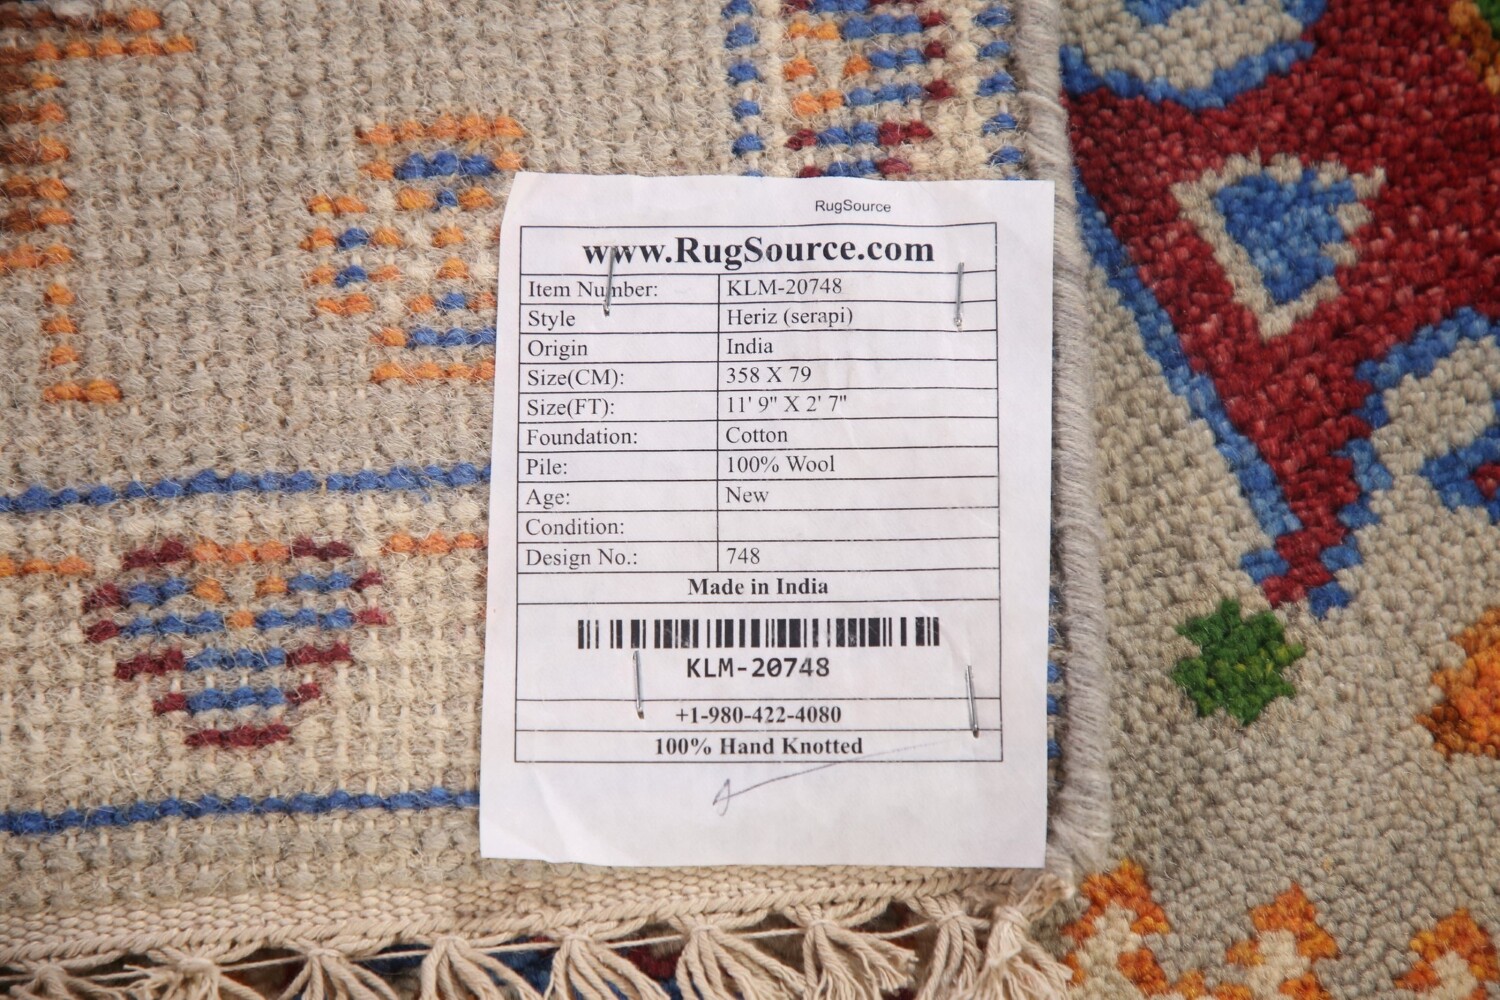 RugSource
www.RugSource.com
Item Number: KLM-20748
Style Heriz (serapi)
Origin India
Size(CM): 358 X 79
Size(FT): 11' 9" X 2' 7"
Foundation: Cotton
Pile: 100% Wool
Age: New
Condition:
Design No.: 748
Made in India
KLM-20748
+1-980-422-4080
100% Hand Knotted